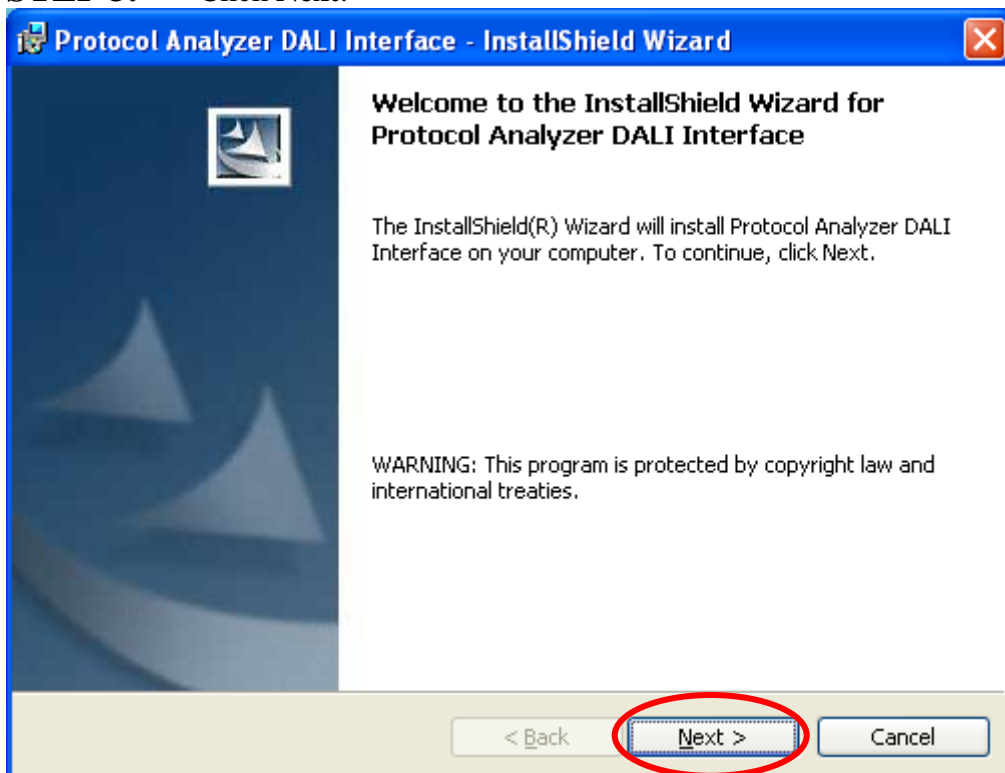 Protocol Analyzer DALI Interface - InstallShield Wizard
Welcome to the InstallShield Wizard for
Protocol Analyzer DALI Interface
The InstallShield(R) Wizard will install Protocol Analyzer DALI
Interface on your computer. To continue, click Next.
WARNING: This program is protected by copyright law and
international treaties.
< Back Next > Cancel